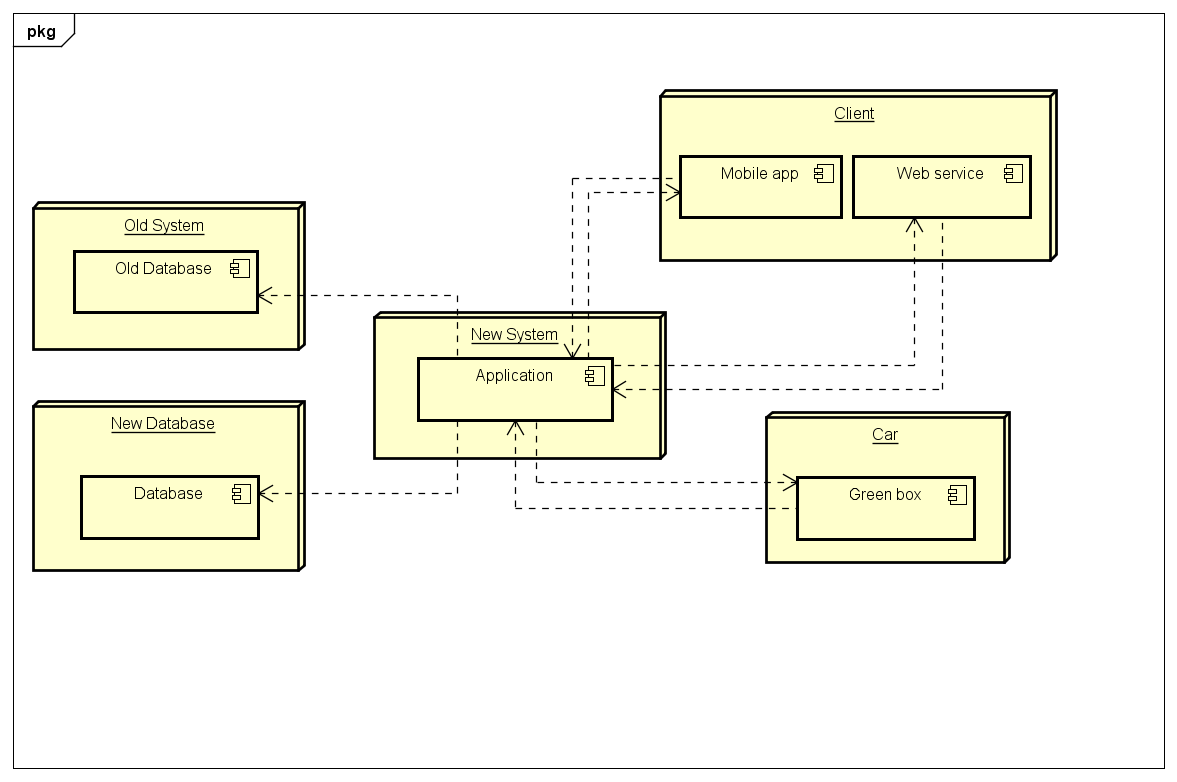 pkg
Client
Mobile app
Web service
Old System
Old Database
New System
Application
New Database
Database
Car
Green box